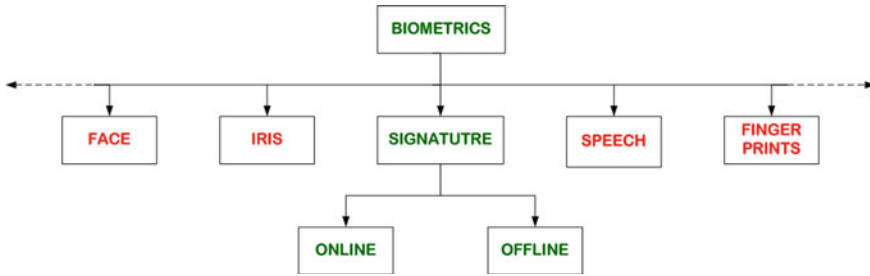 BIOMETRICS
FACE
IRIS
SIGNATUTRE
SPEECH
FINGER
PRINTS
ONLINE
OFFLINE